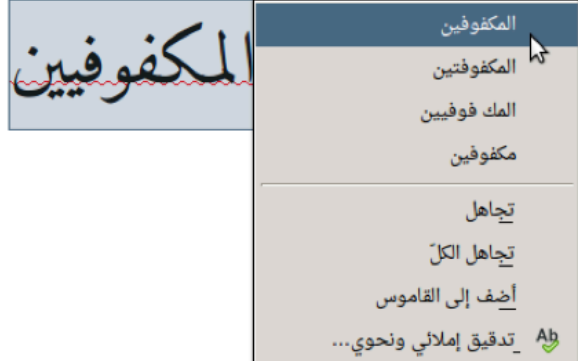 المكفوفيين
المكفوفين
المكفوفتين
المك فوفيين
مكفوفين
تجاهل
تجاهل الكلّ
أضف إلى القاموس
تدقيق إملائي ونحوي...